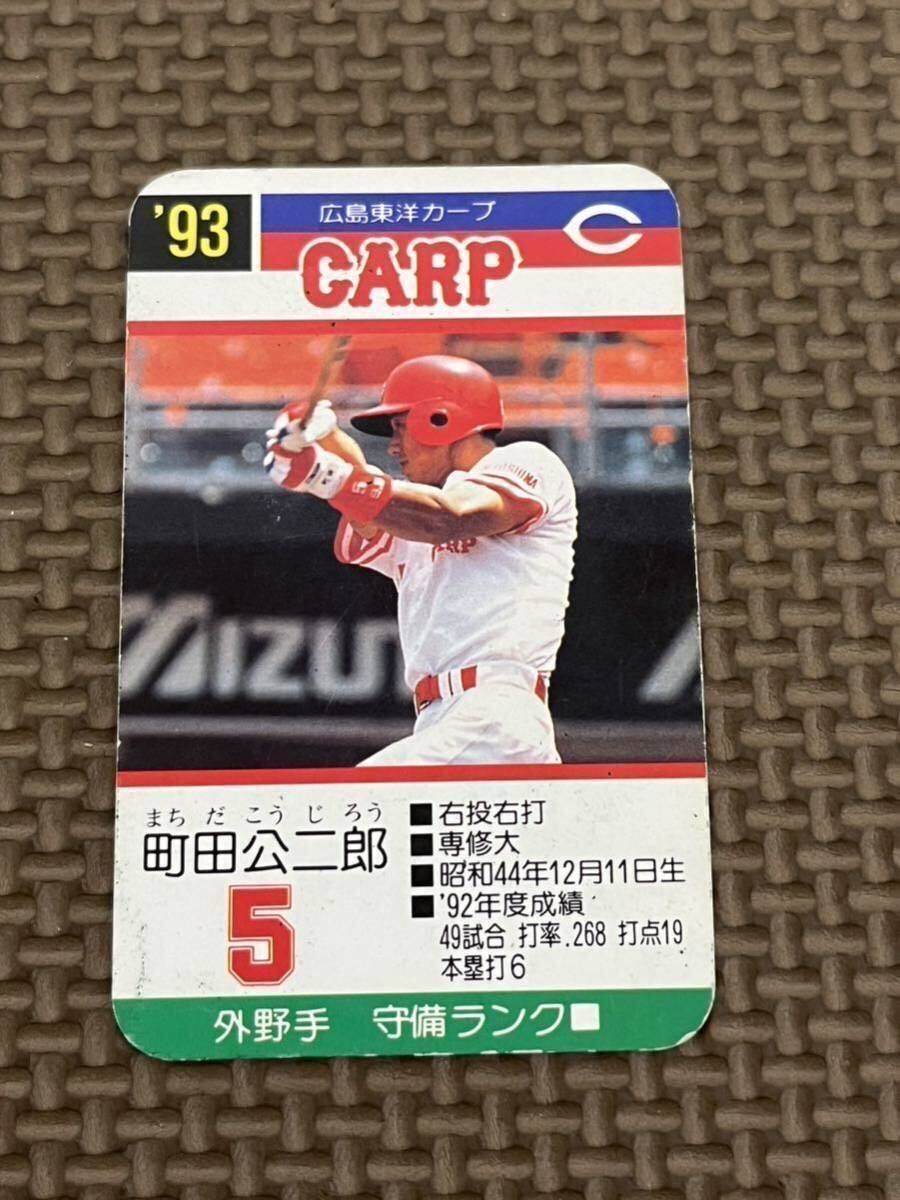 '93
広島東洋カープ
C
CARP
HIROSHIMA
CARP
MIZUNO
まちだこうじろう
町田公二郎
5
■右投右打
■専修大
■昭和44年12月11日生
■'92年度成績
49試合 打率.268 打点19
本塁打6
外野手 守備ランク□